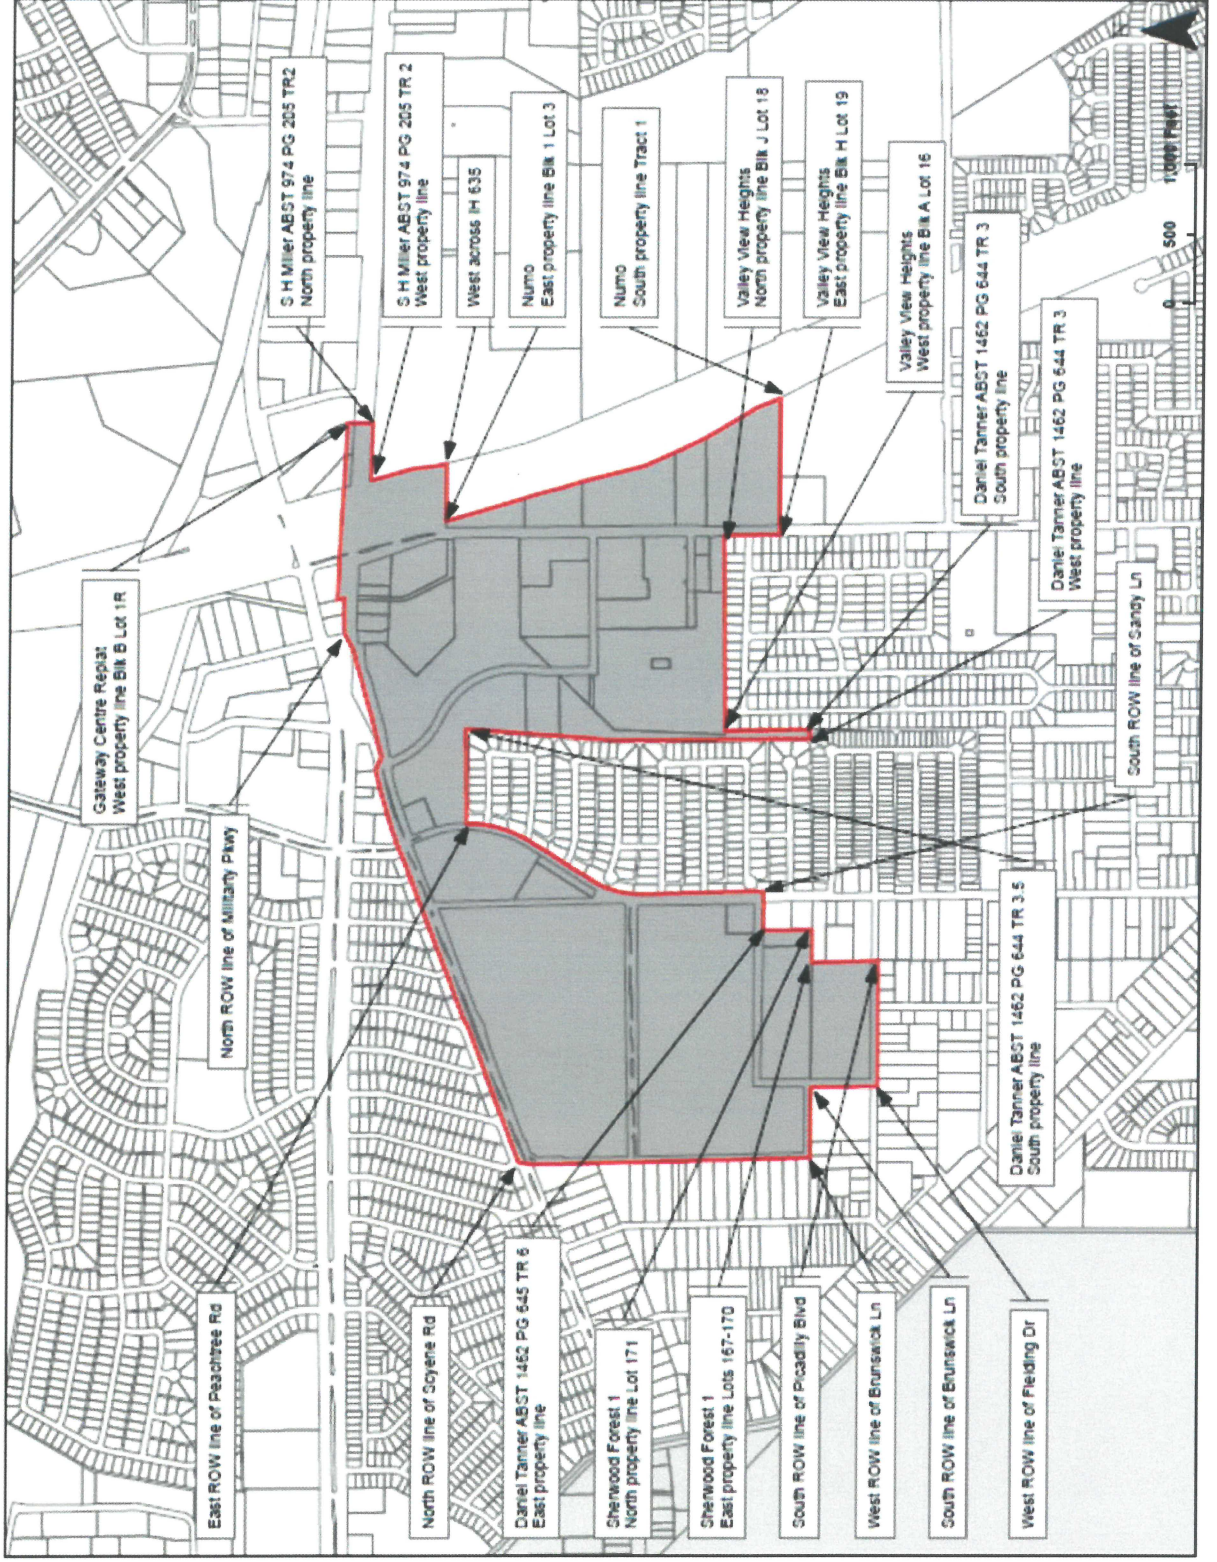 East ROW line of Peachtree Rd
North ROW line of Scyene Rd
Daniel Tanner ABST 1462 PG 645 TR 6
East property line
Sherwood Forest 1
North property line Lot 171
Sherwood Forest 1
East property line Lots 167-170
South ROW line of Picadilly Blvd
West ROW line of Brunswick Ln
South ROW line of Brunswick Ln
West ROW line of Fielding Dr
Gateway Centre Replat
West property line Blk B Lot 1R
North ROW line of Military Pkwy
Daniel Tanner ABST 1462 PG 644 TR 3.5
South property line
S H Miller ABST 974 PG 205 TR2
North property line
S H Miller ABST 974 PG 205 TR 2
West property line
West across IH 635
Numo
East property line Blk 1 Lot 3
Numo
South property line Tract 1
Valley View Heights
North property line Blk J Lot 18
Valley View Heights
East property line Blk H Lot 19
Valley View Heights
West property line Blk A Lot 16
Daniel Tanner ABST 1462 PG 644 TR 3
South property line
Daniel Tanner ABST 1462 PG 644 TR 3
West property line
South ROW line of Sandy Ln
0 500 1,000 Feet